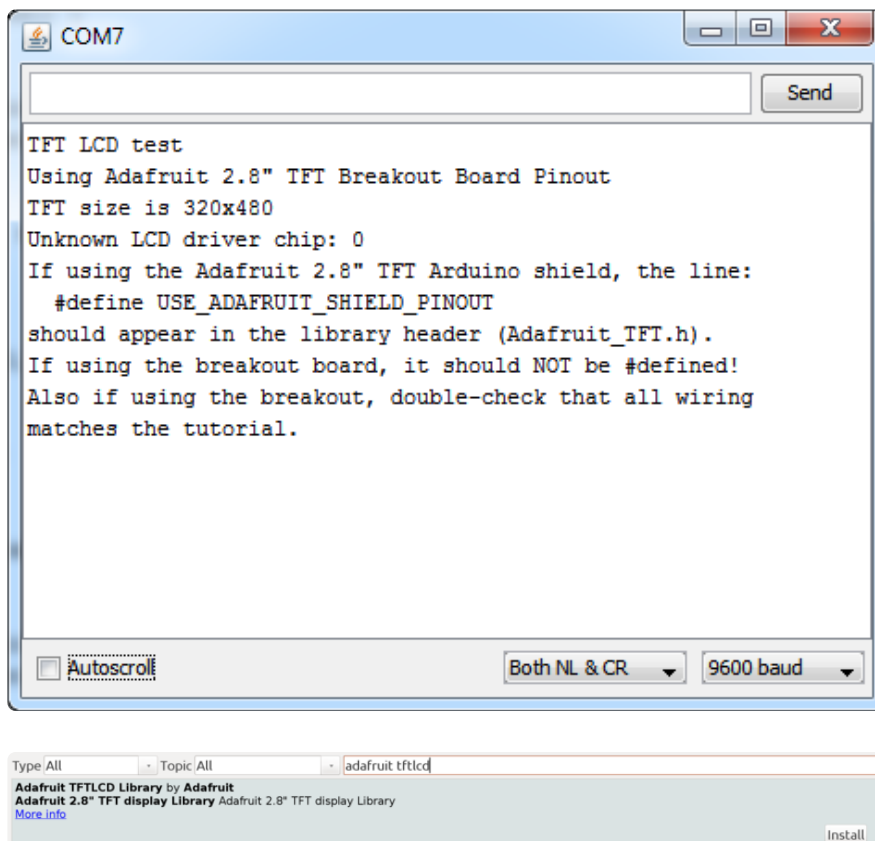 COM7
Send
TFT LCD test
Using Adafruit 2.8" TFT Breakout Board Pinout
TFT size is 320x480
Unknown LCD driver chip: 0
If using the Adafruit 2.8" TFT Arduino shield, the line:
  #define USE_ADAFRUIT_SHIELD_PINOUT
should appear in the library header (Adafruit_TFT.h).
If using the breakout board, it should NOT be #defined!
Also if using the breakout, double-check that all wiring
matches the tutorial.
Autoscroll Both NL & CR 9600 baud
Type All Topic All adafruit tftlcd
Adafruit TFTLCD Library by Adafruit
Adafruit 2.8" TFT display Library Adafruit 2.8" TFT display Library
More info
Install